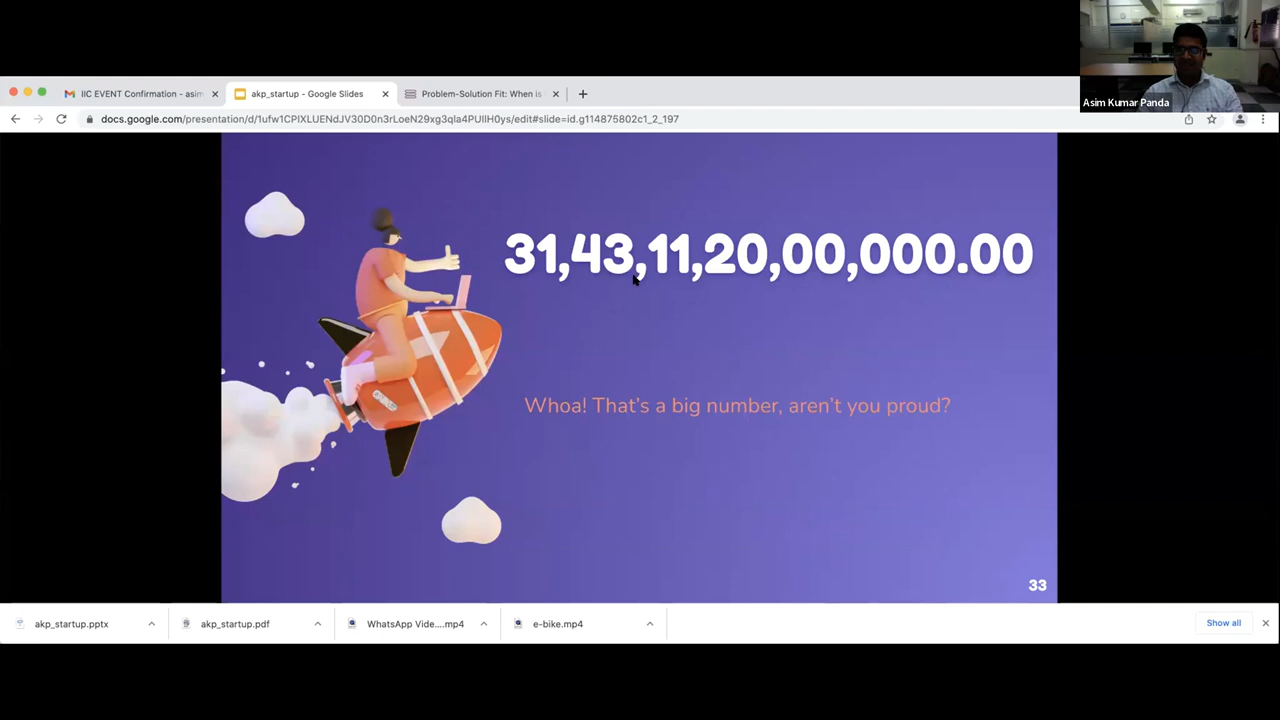 Asim Kumar Panda
IIC EVENT Confirmation - asim
akp_startup - Google Slides
Problem-Solution Fit: When is
docs.google.com/presentation/d/1ufw1CPIXLUENdJV30D0n3rLoeN29xg3qla4PUIlH0ys/edit#slide=id.g114875802c1_2_197
31,43,11,20,00,000.00
Whoa! That's a big number, aren't you proud?
33
akp_startup.pptx
akp_startup.pdf
WhatsApp Vide....mp4
e-bike.mp4
Show all